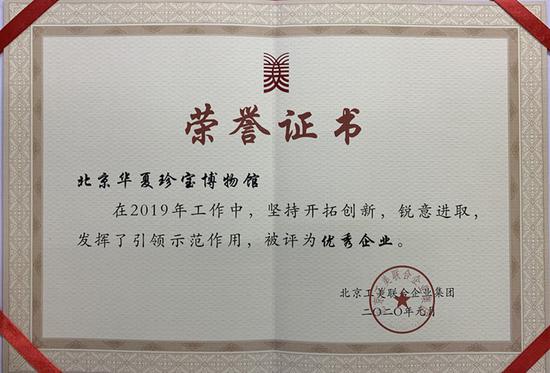 荣誉证书
北京华夏珍宝博物馆
在2019年工作中，坚持开拓创新，锐意进取，
发挥了引领示范作用，被评为优秀企业。
北京工美联合企业集团
二〇二〇年元月